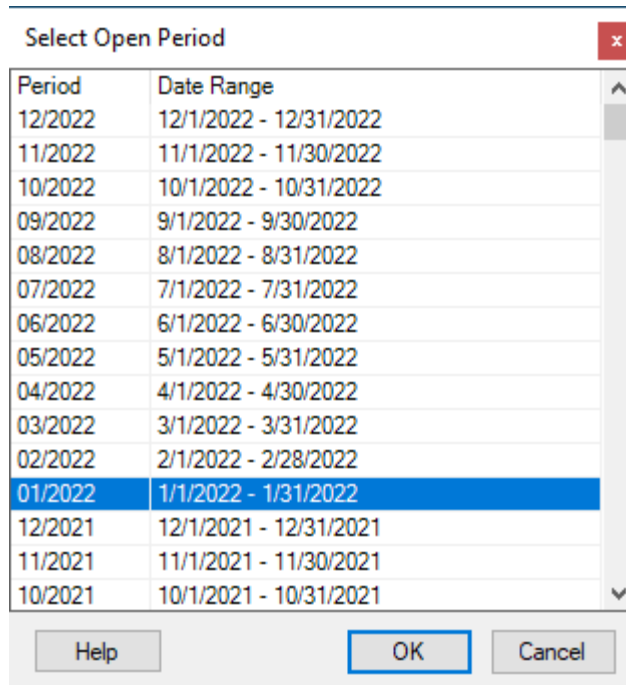 Select Open Period
x
Period Date Range
12/2022 12/1/2022 - 12/31/2022
11/2022 11/1/2022 - 11/30/2022
10/2022 10/1/2022 - 10/31/2022
09/2022 9/1/2022 - 9/30/2022
08/2022 8/1/2022 - 8/31/2022
07/2022 7/1/2022 - 7/31/2022
06/2022 6/1/2022 - 6/30/2022
05/2022 5/1/2022 - 5/31/2022
04/2022 4/1/2022 - 4/30/2022
03/2022 3/1/2022 - 3/31/2022
02/2022 2/1/2022 - 2/28/2022
01/2022 1/1/2022 - 1/31/2022
12/2021 12/1/2021 - 12/31/2021
11/2021 11/1/2021 - 11/30/2021
10/2021 10/1/2021 - 10/31/2021
Help OK Cancel